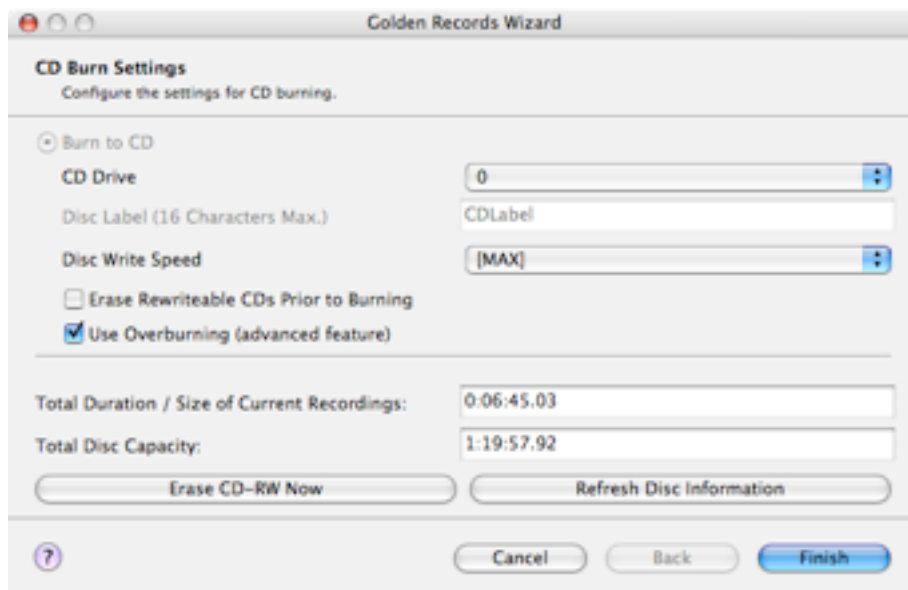 Golden Records Wizard
CD Burn Settings
Configure the settings for CD burning.
Burn to CD
CD Drive 0
Disc Label (16 Characters Max.) CDLabel
Disc Write Speed [MAX]
Erase Rewriteable CDs Prior to Burning
Use Overburning (advanced feature)
Total Duration / Size of Current Recordings: 0:06:45.03
Total Disc Capacity: 1:19:57.92
Erase CD-RW Now Refresh Disc Information
? Cancel Back Finish